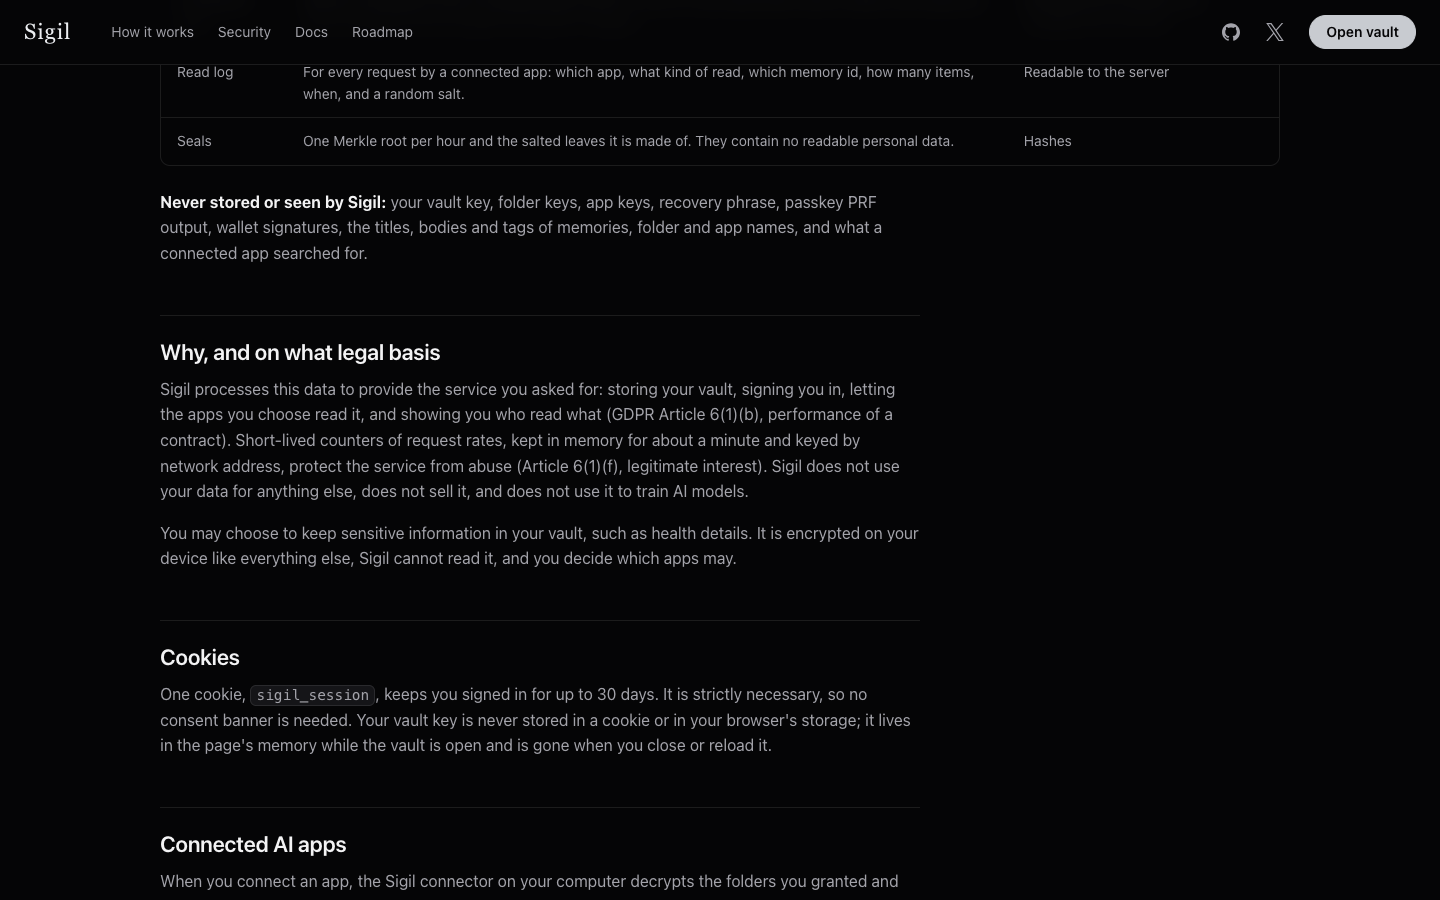 Sigil
How it works
Security
Docs
Roadmap
Open vault
Read log
For every request by a connected app: which app, what kind of read, which memory id, how many items,
when, and a random salt.
Readable to the server
Seals
One Merkle root per hour and the salted leaves it is made of. They contain no readable personal data.
Hashes
Never stored or seen by Sigil: your vault key, folder keys, app keys, recovery phrase, passkey PRF
output, wallet signatures, the titles, bodies and tags of memories, folder and app names, and what a
connected app searched for.
Why, and on what legal basis
Sigil processes this data to provide the service you asked for: storing your vault, signing you in, letting
the apps you choose read it, and showing you who read what (GDPR Article 6(1)(b), performance of a
contract). Short-lived counters of request rates, kept in memory for about a minute and keyed by
network address, protect the service from abuse (Article 6(1)(f), legitimate interest). Sigil does not use
your data for anything else, does not sell it, and does not use it to train AI models.
You may choose to keep sensitive information in your vault, such as health details. It is encrypted on your
device like everything else, Sigil cannot read it, and you decide which apps may.
Cookies
One cookie, sigil_session, keeps you signed in for up to 30 days. It is strictly necessary, so no
consent banner is needed. Your vault key is never stored in a cookie or in your browser's storage; it lives
in the page's memory while the vault is open and is gone when you close or reload it.
Connected AI apps
When you connect an app, the Sigil connector on your computer decrypts the folders you granted and